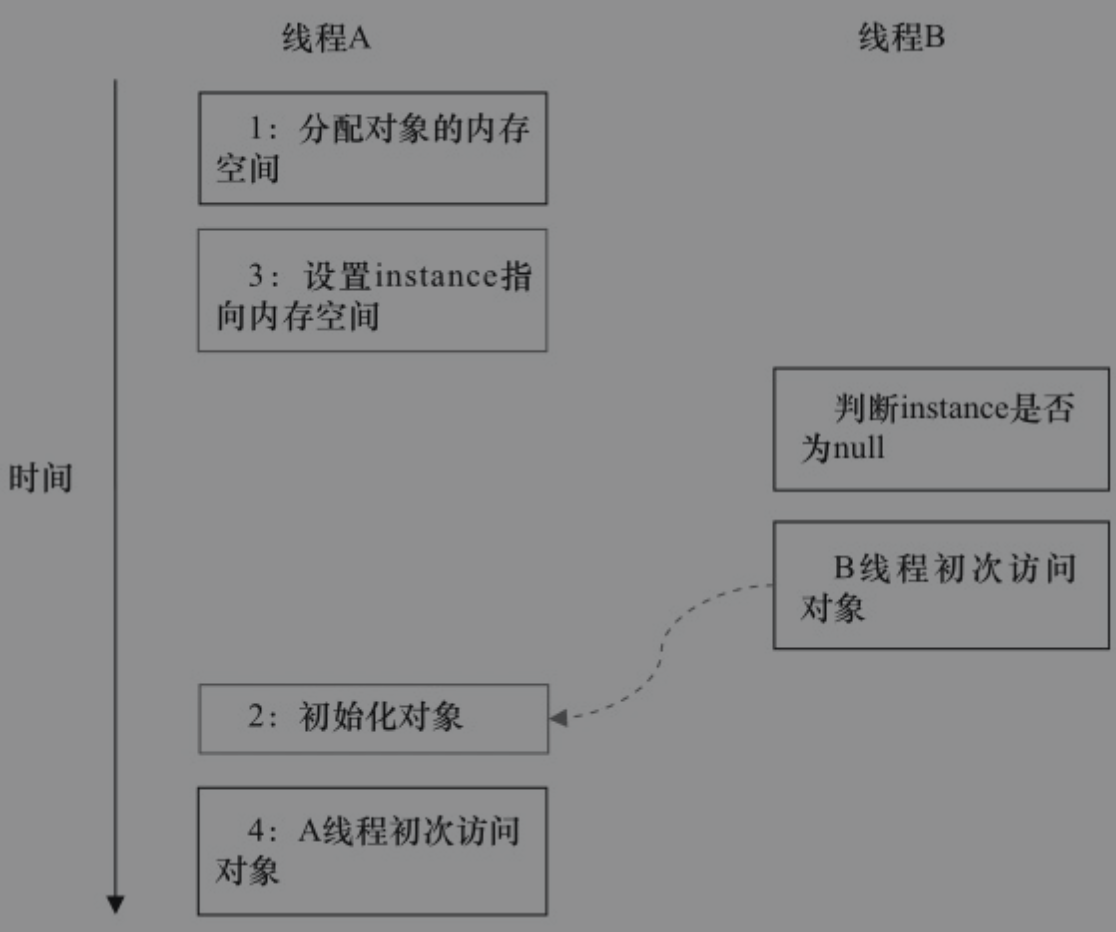 线程A
线程B
1：分配对象的内存
空间
3：设置instance指
向内存空间
判断instance是否
为null
时间
B线程初次访问
对象
2：初始化对象
4：A线程初次访问
对象